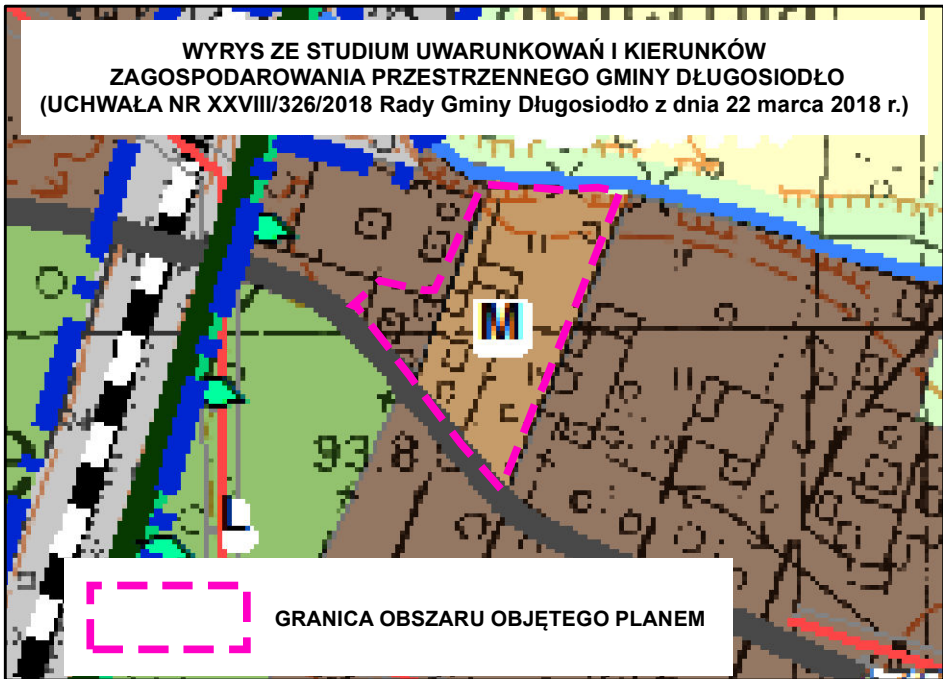 WYRYS ZE STUDIUM UWARUNKOWAŃ I KIERUNKÓW
ZAGOSPODAROWANIA PRZESTRZENNEGO GMINY DŁUGOSIODŁO
(UCHWAŁA NR XXVIII/326/2018 Rady Gminy Długosiodło z dnia 22 marca 2018 r.)
M
93.8
L
GRANICA OBSZARU OBJĘTEGO PLANEM